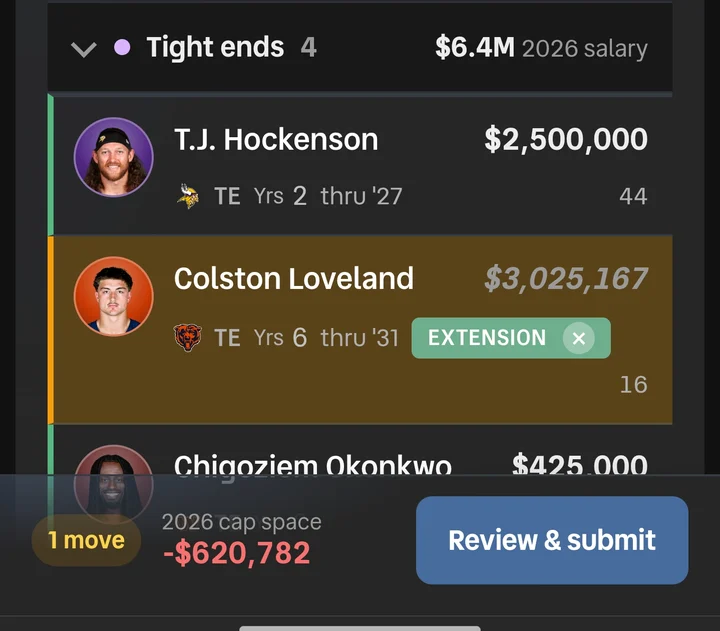 Tight ends 4 $6.4M 2026 salary
T.J. Hockenson $2,500,000
TE Yrs 2 thru '27 44
Colston Loveland $3,025,167
TE Yrs 6 thru '31 EXTENSION ×
16
Chigoziem Okonkwo $425,000
1 move 2026 cap space
-$620,782 Review & submit